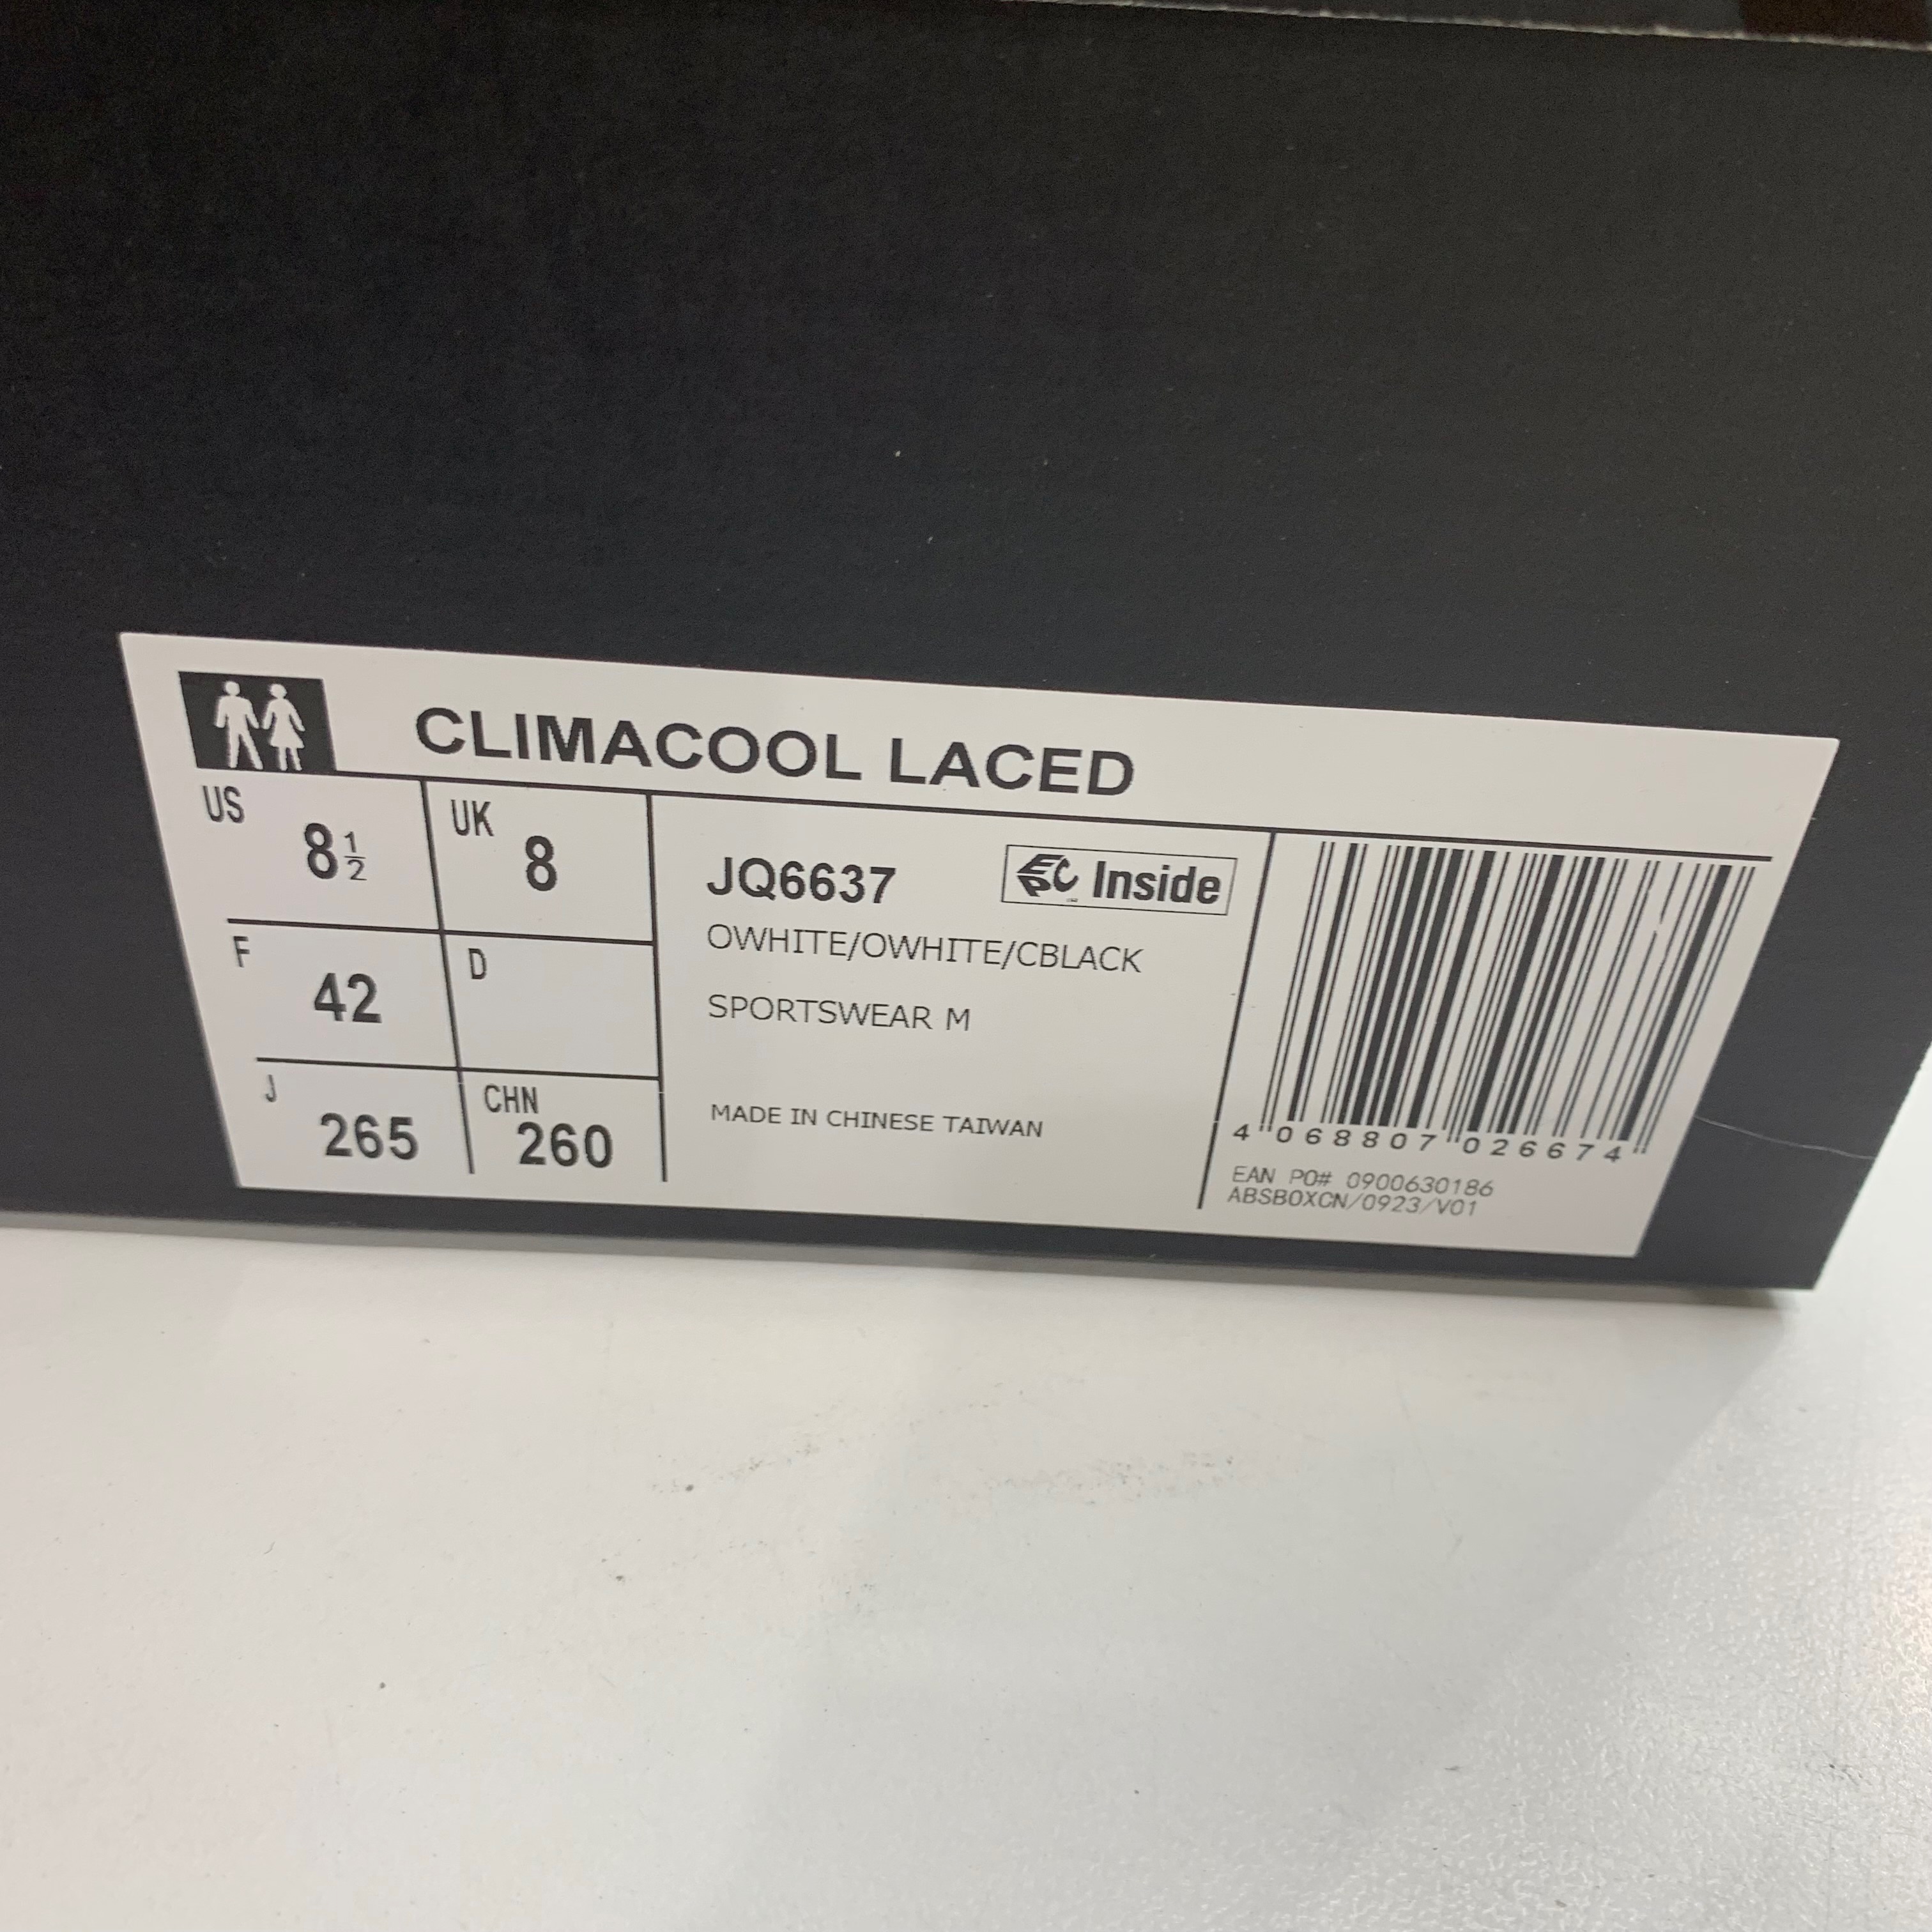 CLIMACOOL LACED
US 8½
UK 8
F 42
D
J 265
CHN 260
JQ6637
EPC Inside
OWHITE/OWHITE/CBLACK
SPORTSWEAR M
MADE IN CHINESE TAIWAN
4 068807 026674
EAN PO# 0900630186
ABSBOXCN/0923/V01